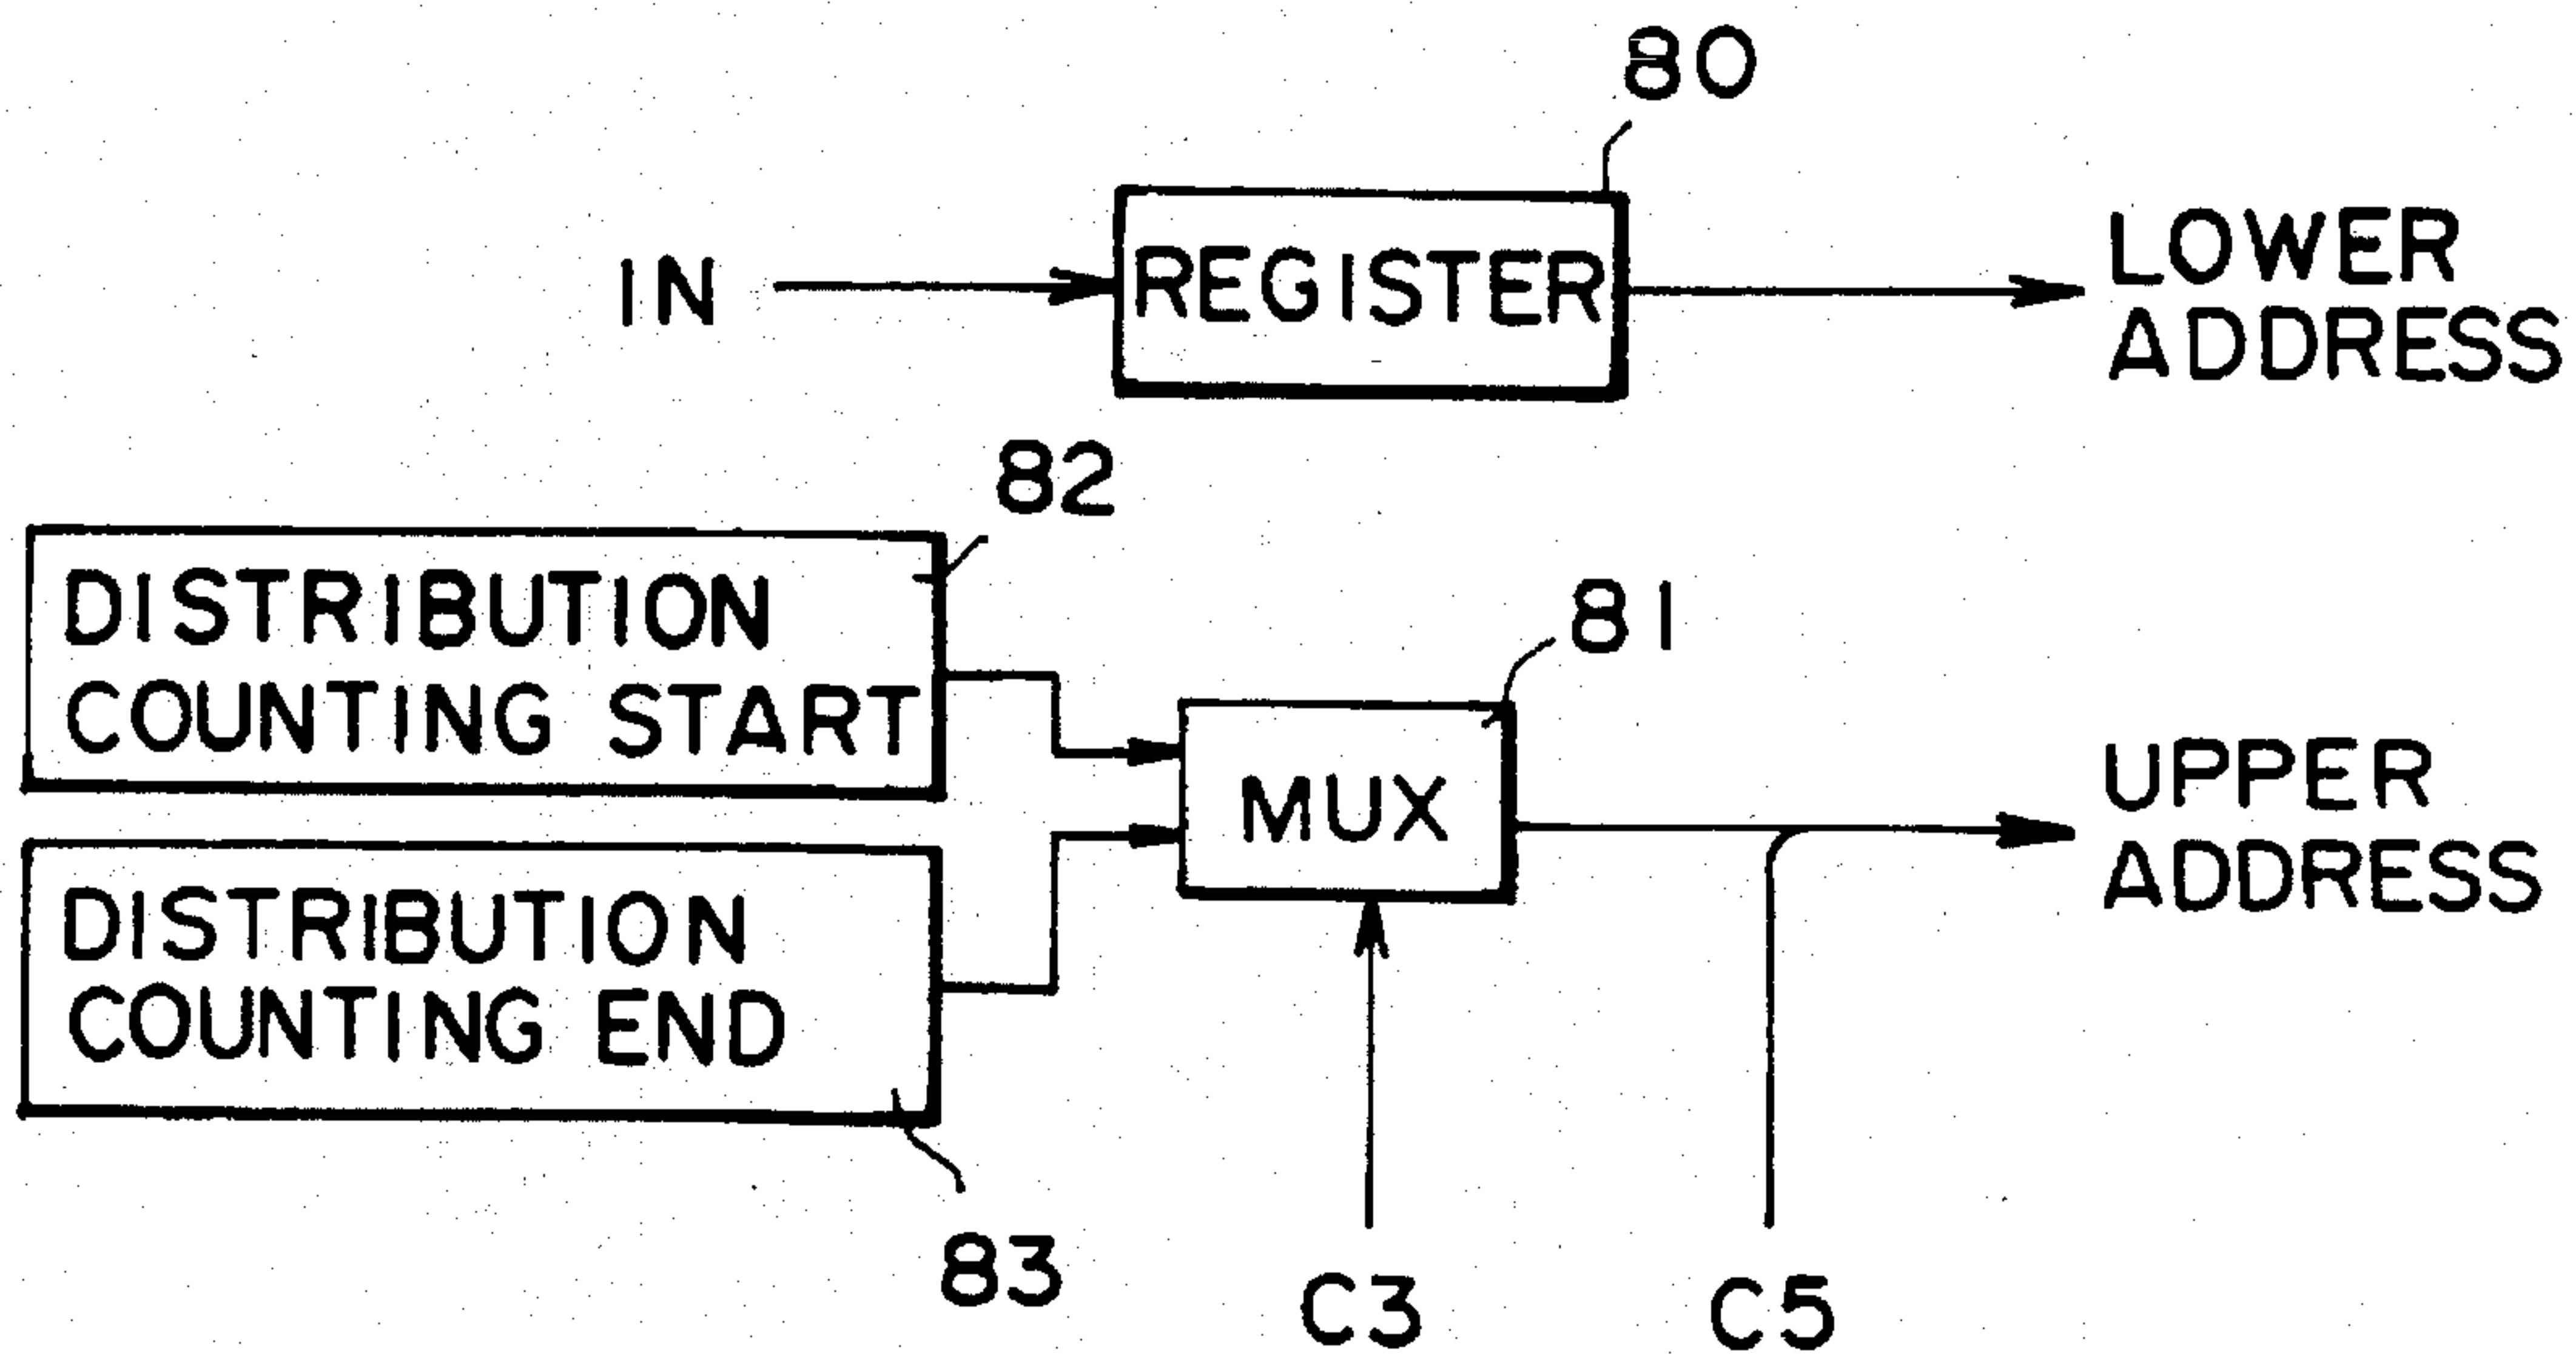 80
IN
REGISTER
LOWER
ADDRESS
82
DISTRIBUTION
COUNTING START
81
MUX
UPPER
ADDRESS
DISTRIBUTION
COUNTING END
83
C3
C5